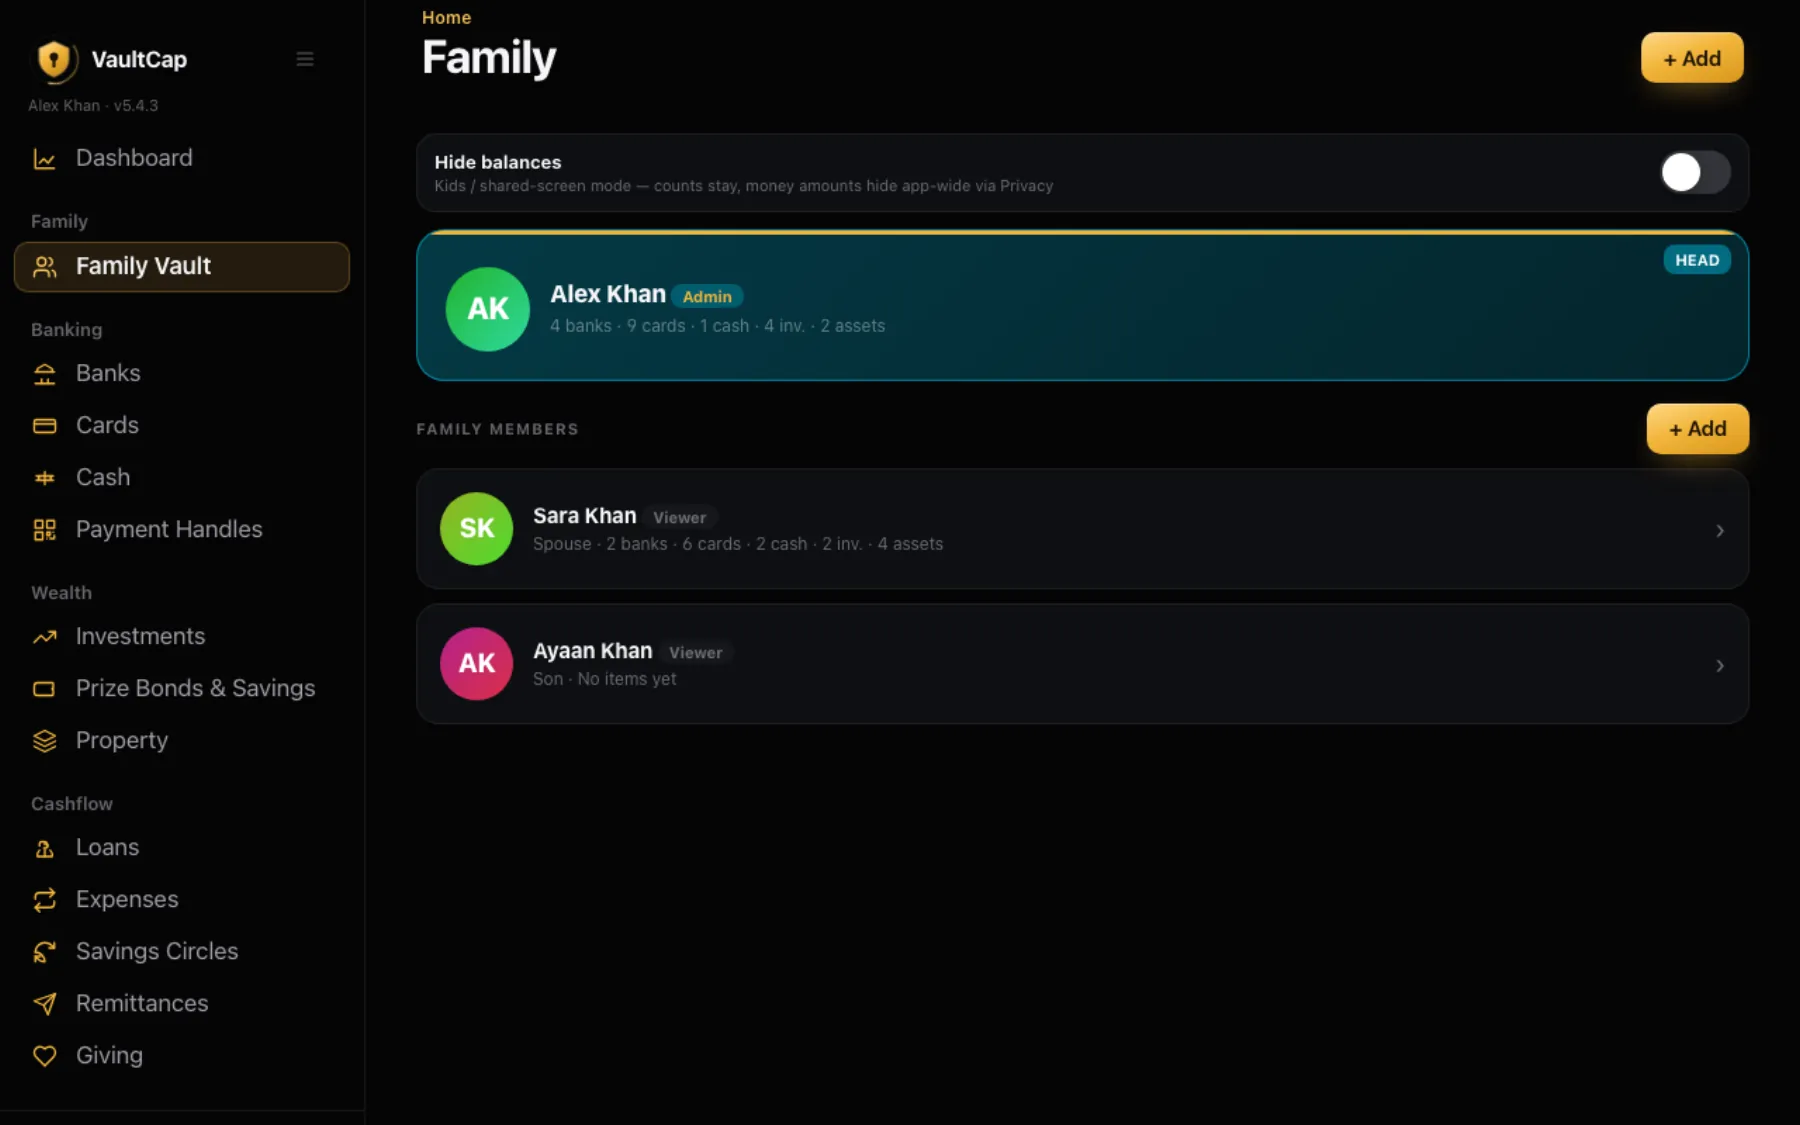 VaultCap
Alex Khan · v5.4.3
Dashboard
Family
Family Vault
Banking
Banks
Cards
Cash
Payment Handles
Wealth
Investments
Prize Bonds & Savings
Property
Cashflow
Loans
Expenses
Savings Circles
Remittances
Giving
Home
Family
+ Add
Hide balances
Kids / shared-screen mode — counts stay, money amounts hide app-wide via Privacy
HEAD
AK
Alex Khan Admin
4 banks · 9 cards · 1 cash · 4 inv. · 2 assets
FAMILY MEMBERS
+ Add
SK
Sara Khan Viewer
Spouse · 2 banks · 6 cards · 2 cash · 2 inv. · 4 assets
AK
Ayaan Khan Viewer
Son · No items yet